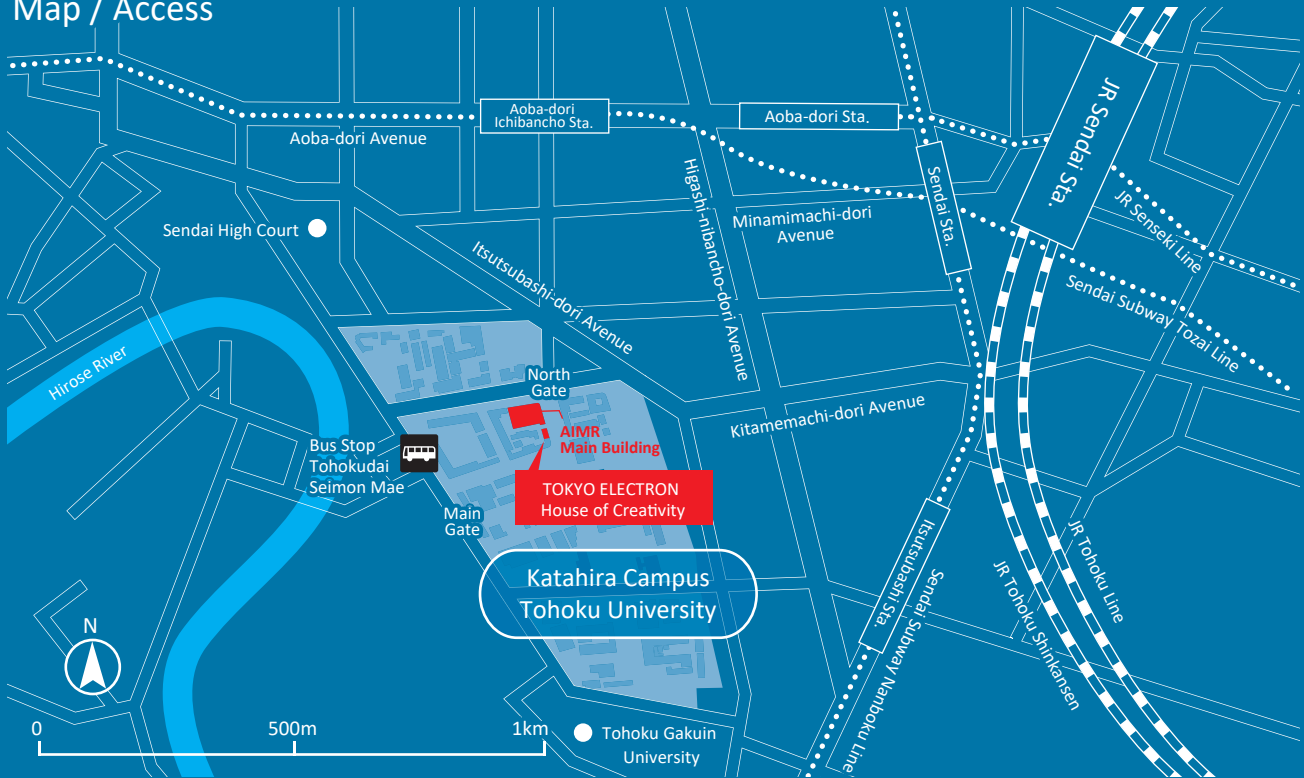 Map / Access
Aoba-dori
Ichibancho Sta.
Aoba-dori Sta.
JR Sendai Sta.
Aoba-dori Avenue
Sendai High Court
Itsutsubashi-dori Avenue
Higashi-nibancho-dori Avenue
Minamimachi-dori
Avenue
Sendai Sta.
JR Senseki Line
Sendai Subway Tozai Line
Hirose River
North
Gate
Kitamemachi-dori Avenue
AIMR
Main Building
Bus Stop
Tohokudai
Seimon Mae
TOKYO ELECTRON
House of Creativity
Main
Gate
Katahira Campus
Tohoku University
Itsutsubashi Sta.
Sendai Subway Nanboku Line
JR Tohoku Line
JR Tohoku Shinkansen
N
0
500m
1km
Tohoku Gakuin
University